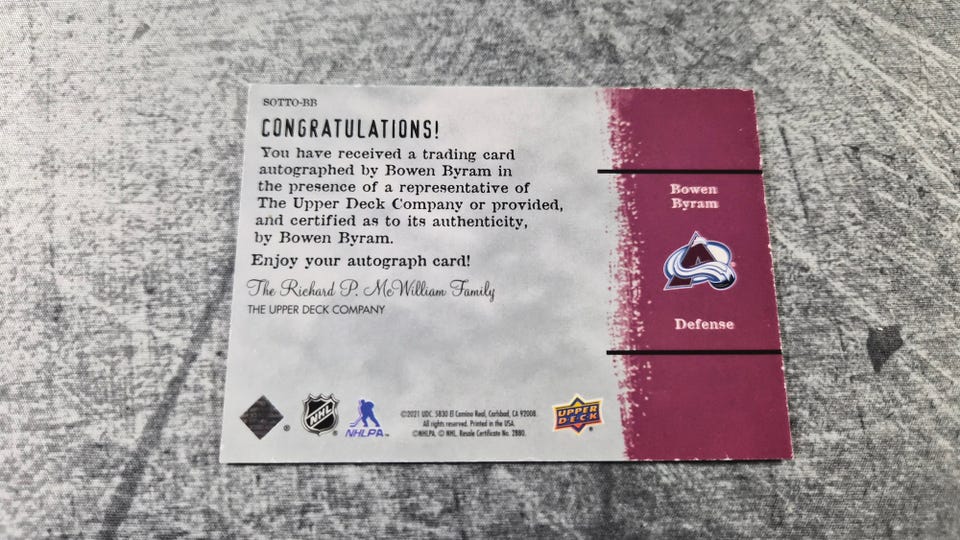 SOTTO-BB
CONGRATULATIONS!
You have received a trading card
autographed by Bowen Byram in
the presence of a representative of
The Upper Deck Company or provided,
and certified as to its authenticity,
by Bowen Byram.
Enjoy your autograph card!
The Richard P. McWilliam Family
THE UPPER DECK COMPANY
NHL
NHLPA™
©2021 UDC. 5830 El Camino Real, Carlsbad, CA 92008.
All rights reserved. Printed in the USA.
©NHLPA. © NHL. Resale Certificate No. 2880.
UPPER
DECK
Bowen
Byram
A
Defense